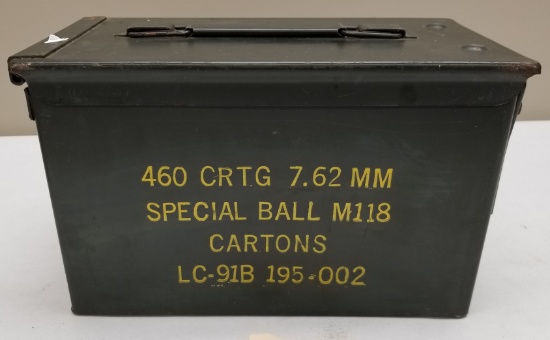 460 CRTG 7.62 MM
SPECIAL BALL M118
CARTONS
LC-91B 195-002